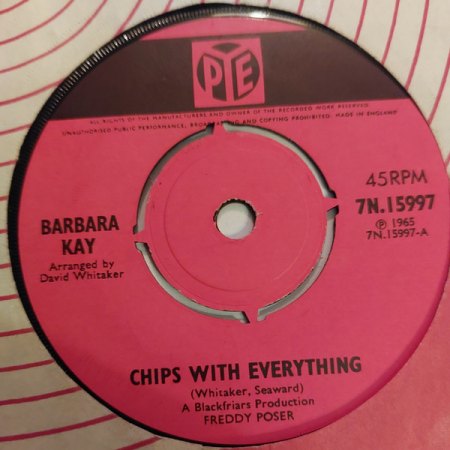 PYE
ALL RIGHTS OF THE MANUFACTURERS AND OWNER OF THE RECORDED WORK RESERVED
UNAUTHORISED PUBLIC PERFORMANCE, BROADCASTING AND COPYING PROHIBITED. MADE IN ENGLAND
45RPM
7N.15997
℗ 1965
7N.15997-A
BARBARA
KAY
Arranged by
David Whitaker
CHIPS WITH EVERYTHING
(Whitaker, Seaward)
A Blackfriars Production
FREDDY POSER